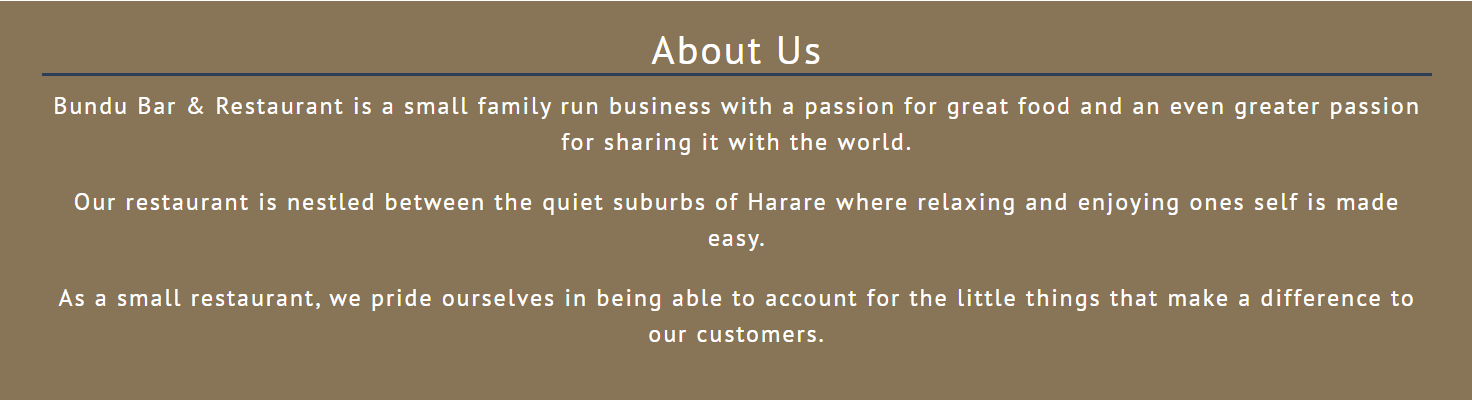 About Us
Bundu Bar & Restaurant is a small family run business with a passion for great food and an even greater passion
for sharing it with the world.
Our restaurant is nestled between the quiet suburbs of Harare where relaxing and enjoying ones self is made
easy.
As a small restaurant, we pride ourselves in being able to account for the little things that make a difference to
our customers.